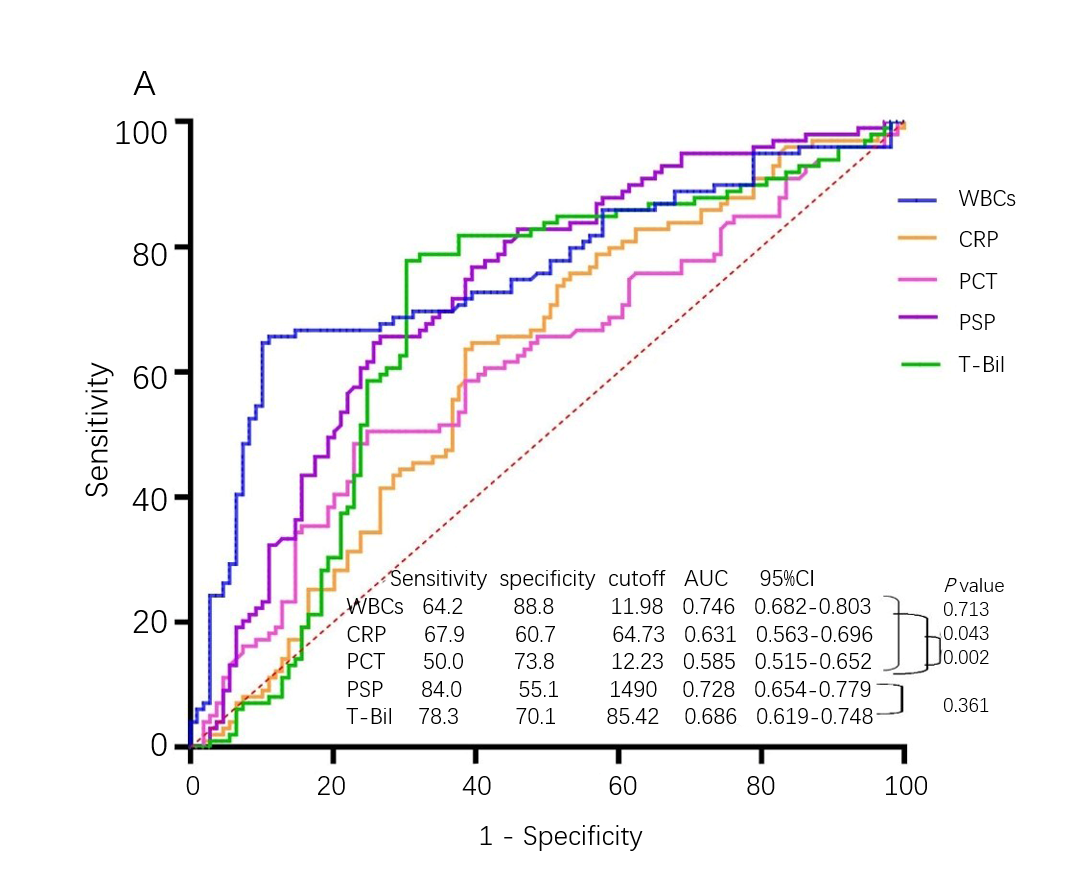 A
100
80
60
40
20
0
Sensitivity
WBCs
CRP
PCT
PSP
T-Bil
Sensitivity specificity cutoff AUC 95%CI P value
WBCs 64.2 88.8 11.98 0.746 0.682-0.803 0.713
CRP 67.9 60.7 64.73 0.631 0.563-0.696 0.043
PCT 50.0 73.8 12.23 0.585 0.515-0.652 0.002
PSP 84.0 55.1 1490 0.728 0.654-0.779
T-Bil 78.3 70.1 85.42 0.686 0.619-0.748 0.361
0 20 40 60 80 100
1 - Specificity